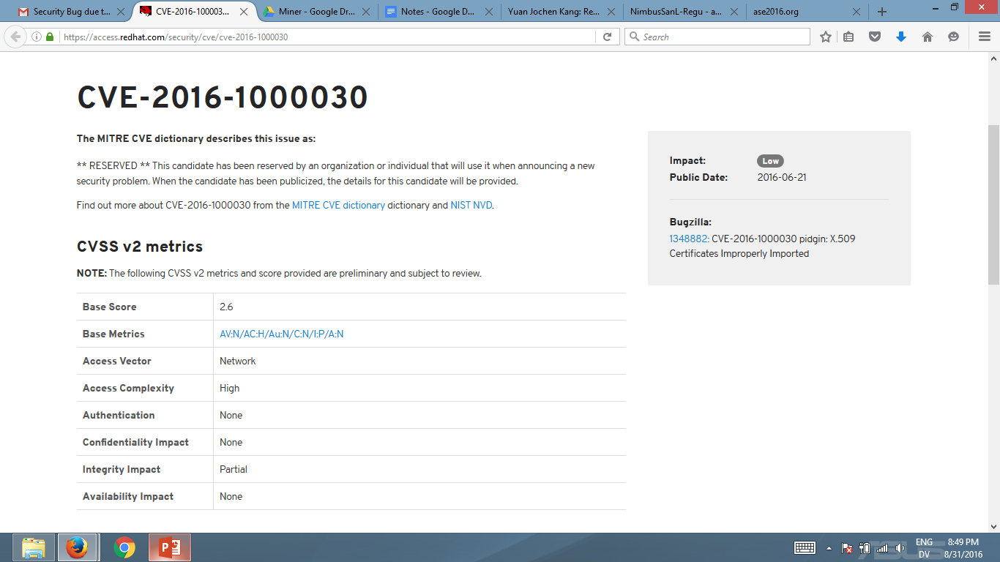 Security Bug due t...
CVE-2016-100003...
Miner - Google Dr...
Notes - Google D...
Yuan Jochen Kang: Re...
NimbusSanL-Regu - a...
ase2016.org
https://access.redhat.com/security/cve/cve-2016-1000030
Search
CVE-2016-1000030
The MITRE CVE dictionary describes this issue as:
** RESERVED ** This candidate has been reserved by an organization or individual that will use it when announcing a new
security problem. When the candidate has been publicized, the details for this candidate will be provided.
Find out more about CVE-2016-1000030 from the MITRE CVE dictionary dictionary and NIST NVD.
CVSS v2 metrics
NOTE: The following CVSS v2 metrics and score provided are preliminary and subject to review.
Base Score 2.6
Base Metrics AV:N/AC:H/Au:N/C:N/I:P/A:N
Access Vector Network
Access Complexity High
Authentication None
Confidentiality Impact None
Integrity Impact Partial
Availability Impact None
Impact: Low
Public Date: 2016-06-21
Bugzilla:
1348882: CVE-2016-1000030 pidgin: X.509
Certificates Improperly Imported
ENG 8:49 PM
DV 8/31/2016
ASUS